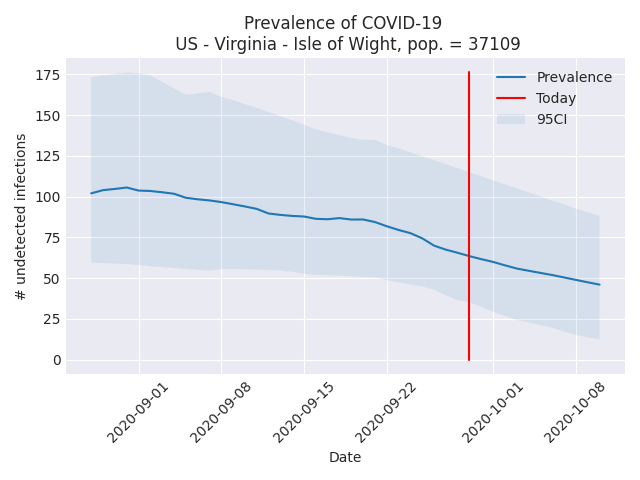 Prevalence of COVID-19
US - Virginia - Isle of Wight, pop. = 37109
# undetected infections
175
150
125
100
75
50
25
0
Prevalence
Today
95CI
2020-09-01
2020-09-08
2020-09-15
2020-09-22
2020-10-01
2020-10-08
Date